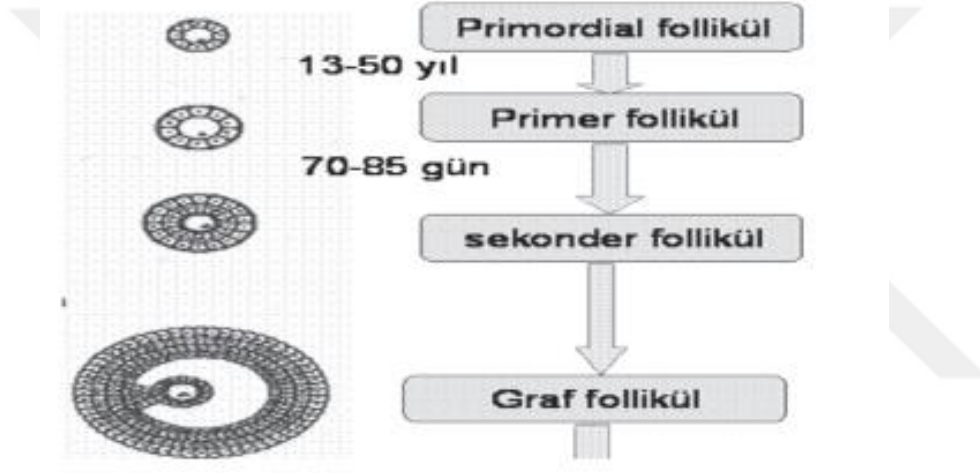 Primordial follikül
13-50 yıl
Primer follikül
70-85 gün
sekonder follikül
Graf follikül